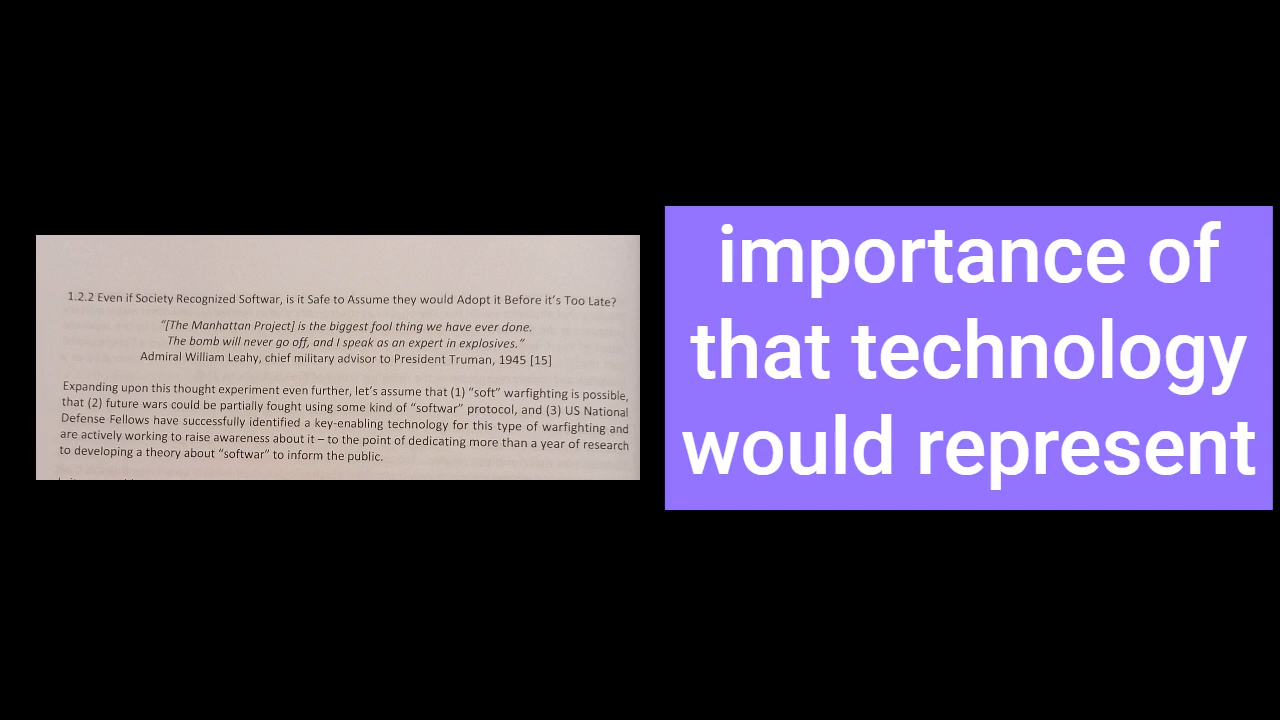 1.2.2 Even if Society Recognized Softwar, is it Safe to Assume they would Adopt it Before it's Too Late?
"[The Manhattan Project] is the biggest fool thing we have ever done.
The bomb will never go off, and I speak as an expert in explosives."
Admiral William Leahy, chief military advisor to President Truman, 1945 [15]
Expanding upon this thought experiment even further, let's assume that (1) "soft" warfighting is possible,
that (2) future wars could be partially fought using some kind of "softwar" protocol, and (3) US National
Defense Fellows have successfully identified a key-enabling technology for this type of warfighting and
are actively working to raise awareness about it – to the point of dedicating more than a year of research
to developing a theory about "softwar" to inform the public.
importance of
that technology
would represent